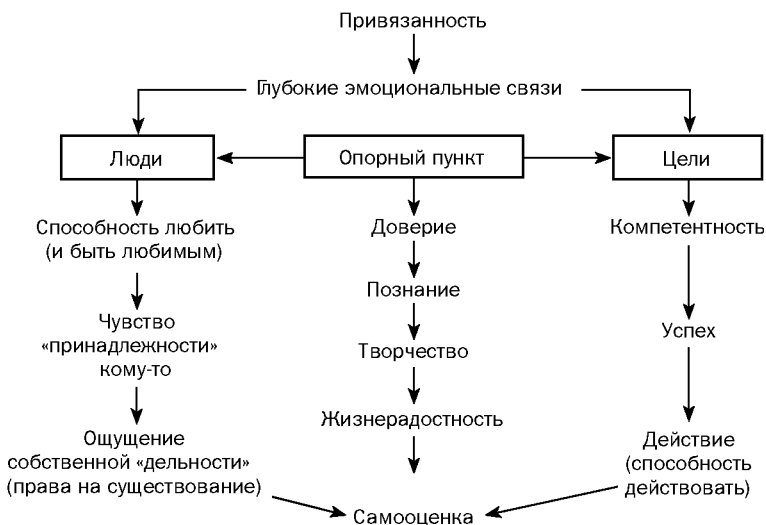 Привязанность
Глубокие эмоциональные связи
Люди
Опорный пункт
Цели
Способность любить
(и быть любимым)
Доверие
Компетентность
Познание
Чувство
«принадлежности»
кому-то
Творчество
Успех
Жизнерадостность
Ощущение
собственной «дельности»
(права на существование)
Действие
(способность
действовать)
Самооценка